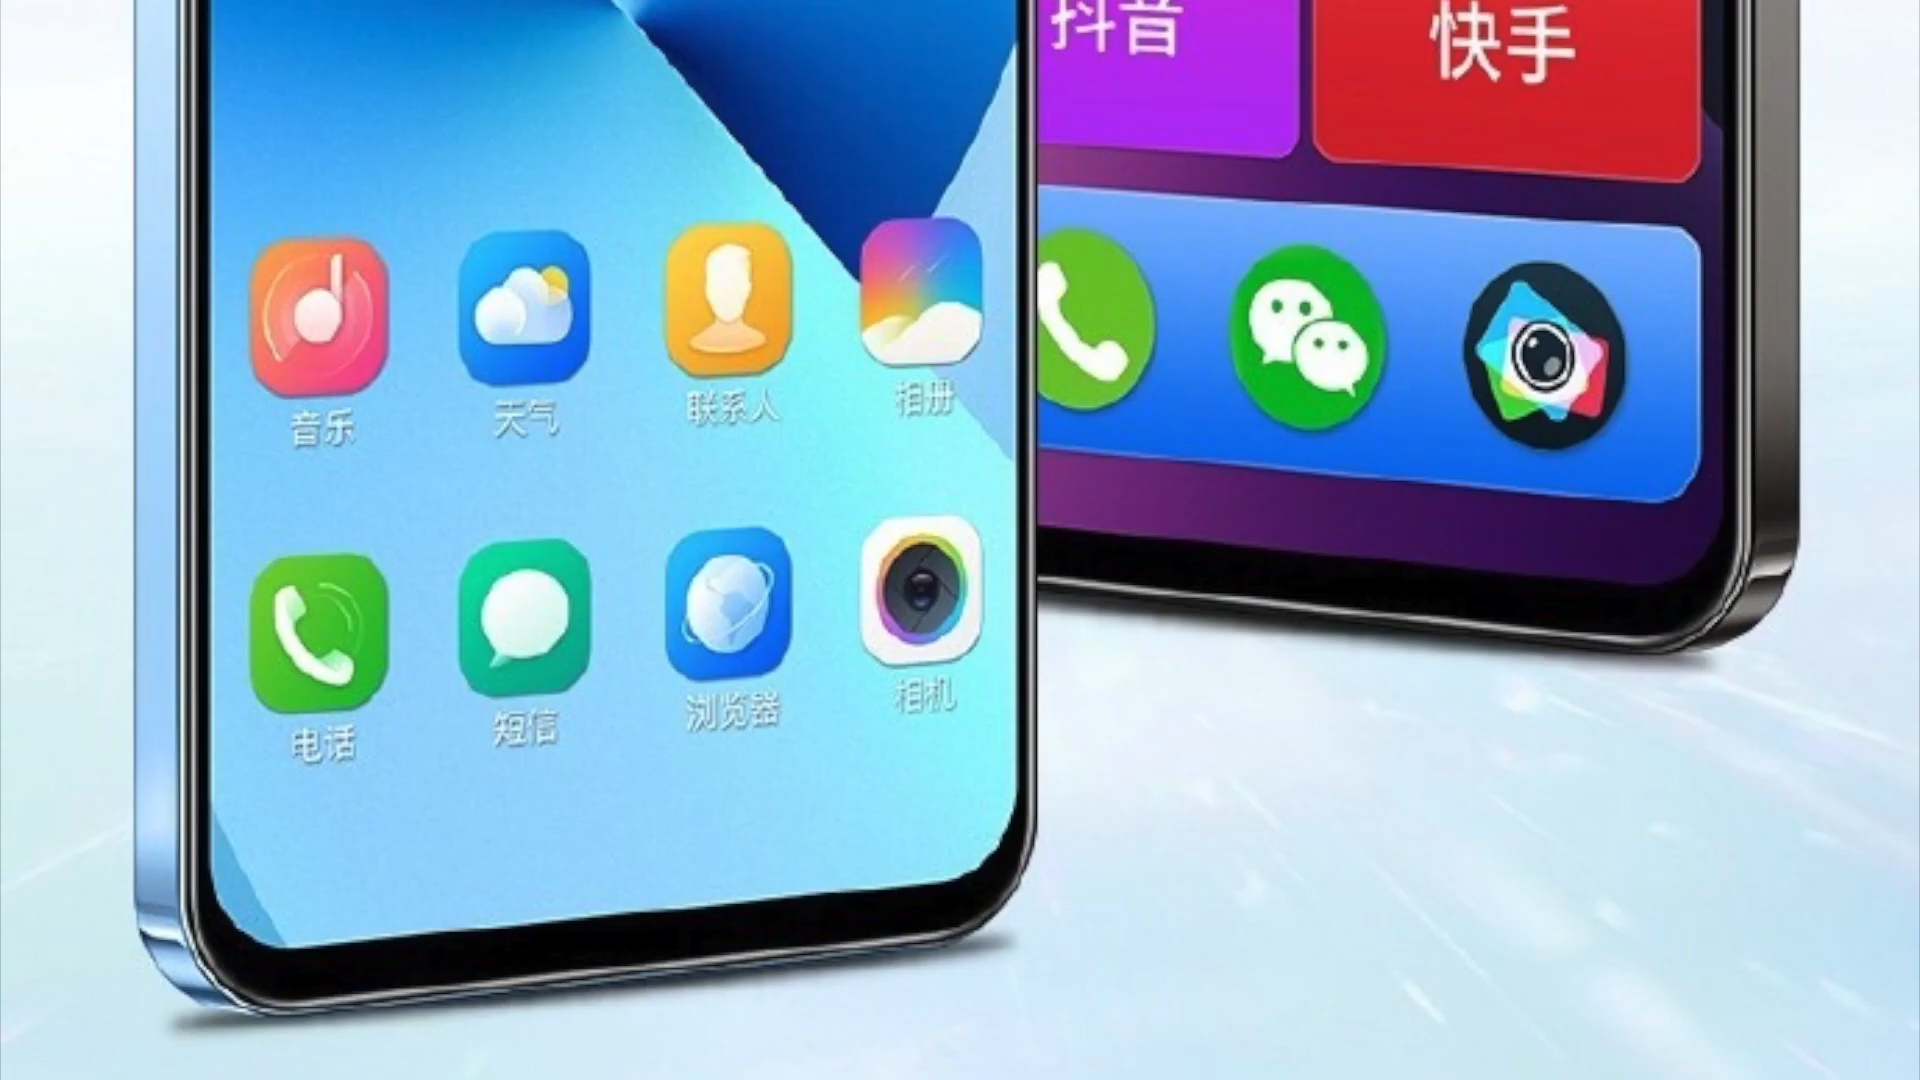 抖音
快手
音乐
天气
联系人
相册
电话
短信
浏览器
相机